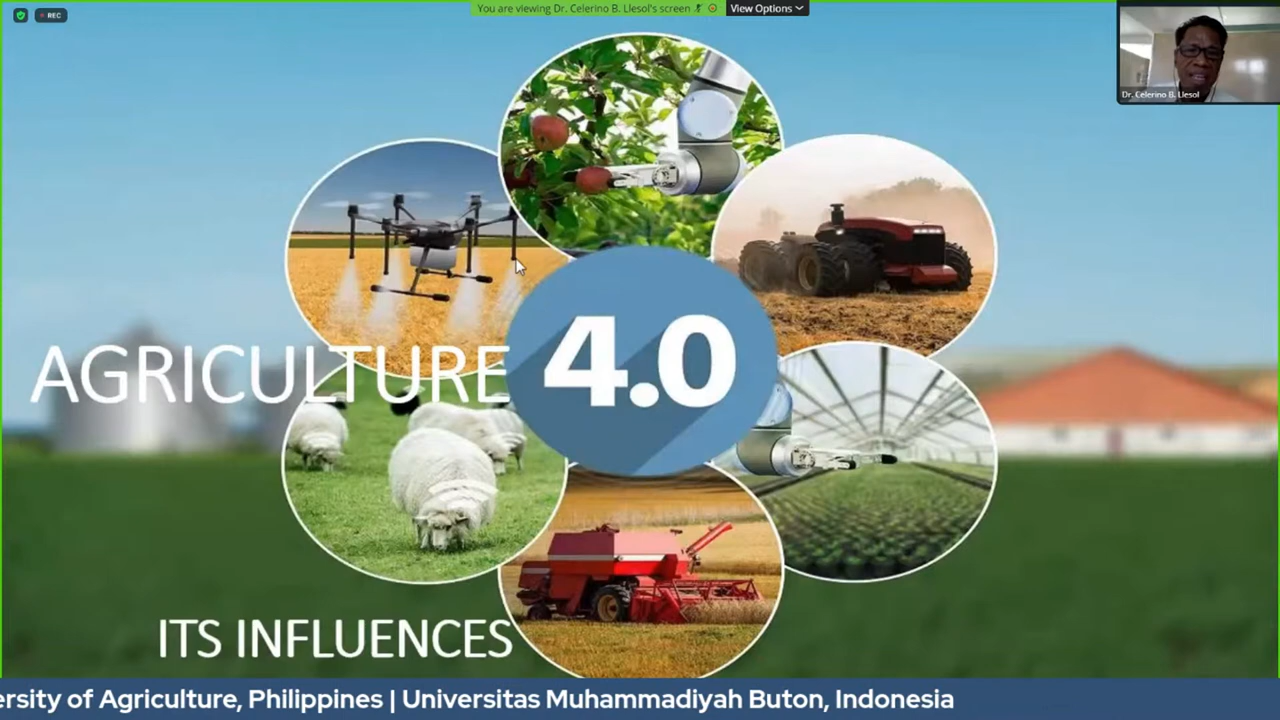 REC
You are viewing Dr. Celerino B. Llesol's screen
View Options
Dr. Celerino B. Llesol
AGRICULTURE 4.0
ITS INFLUENCES
ersity of Agriculture, Philippines | Universitas Muhammadiyah Buton, Indonesia